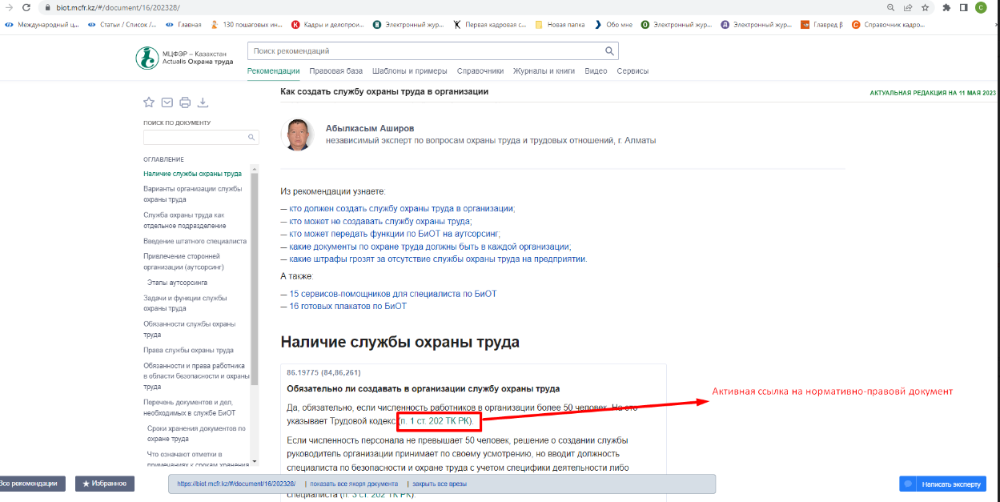 biot.mcfr.kz/#/document/16/202328/
Международный ц...
Статьи / Список /...
Главная
130 пошаговых ин...
Кадры и делопрои...
Электронный жур...
Первая кадровая с...
Новая папка
Обо мне
Электронный жур...
Электронный жур...
Главред β
Справочник кадро...
МЦФЭР – Казахстан
Actualis Охрана труда
Поиск рекомендаций
Рекомендации Правовая база Шаблоны и примеры Справочники Журналы и книги Видео Сервисы
Как создать службу охраны труда в организации
АКТУАЛЬНАЯ РЕДАКЦИЯ НА 11 МАЯ 2023
ПОИСК ПО ДОКУМЕНТУ
ОГЛАВЛЕНИЕ
Наличие службы охраны труда
Варианты организации службы
охраны труда
Служба охраны труда как
отдельное подразделение
Введение штатного специалиста
Привлечение сторонней
организации (аутсорсинг)
Этапы аутсорсинга
Задачи и функции службы
охраны труда
Обязанности службы охраны
труда
Права службы охраны труда
Обязанности и права работника
в области безопасности и охраны
труда
Перечень документов и дел,
необходимых в службе БиОТ
Сроки хранения документов по
охране труда
Что означают отметки в
примечаниях к срокам хранения
Абылкасым Аширов
независимый эксперт по вопросам охраны труда и трудовых отношений, г. Алматы
Из рекомендации узнаете:
— кто должен создать службу охраны труда в организации;
— кто может не создавать службу охраны труда;
— кто может передать функции по БиОТ на аутсорсинг;
— какие документы по охране труда должны быть в каждой организации;
— какие штрафы грозят за отсутствие службы охраны труда на предприятии.
А также:
— 15 сервисов-помощников для специалиста по БиОТ
— 16 готовых плакатов по БиОТ
Наличие службы охраны труда
86.19775 (84,86,261)
Обязательно ли создавать в организации службу охраны труда
Да, обязательно, если численность работников в организации более 50 человек. На это
указывает Трудовой кодекс (п. 1 ст. 202 ТК РК).
Активная ссылка на нормативно-правовй документ
Если численность персонала не превышает 50 человек, решение о создании службы
руководитель организации принимает по своему усмотрению, но вводит должность
специалиста по безопасности и охране труда с учетом специфики деятельности либо
специалиста (п. 3 ст. 202 ТК РК).
Все рекомендации
Избранное
https://biot.mcfr.kz/#/document/16/202328/ | показать все якоря документа | закрыть все врезы
Написать эксперту